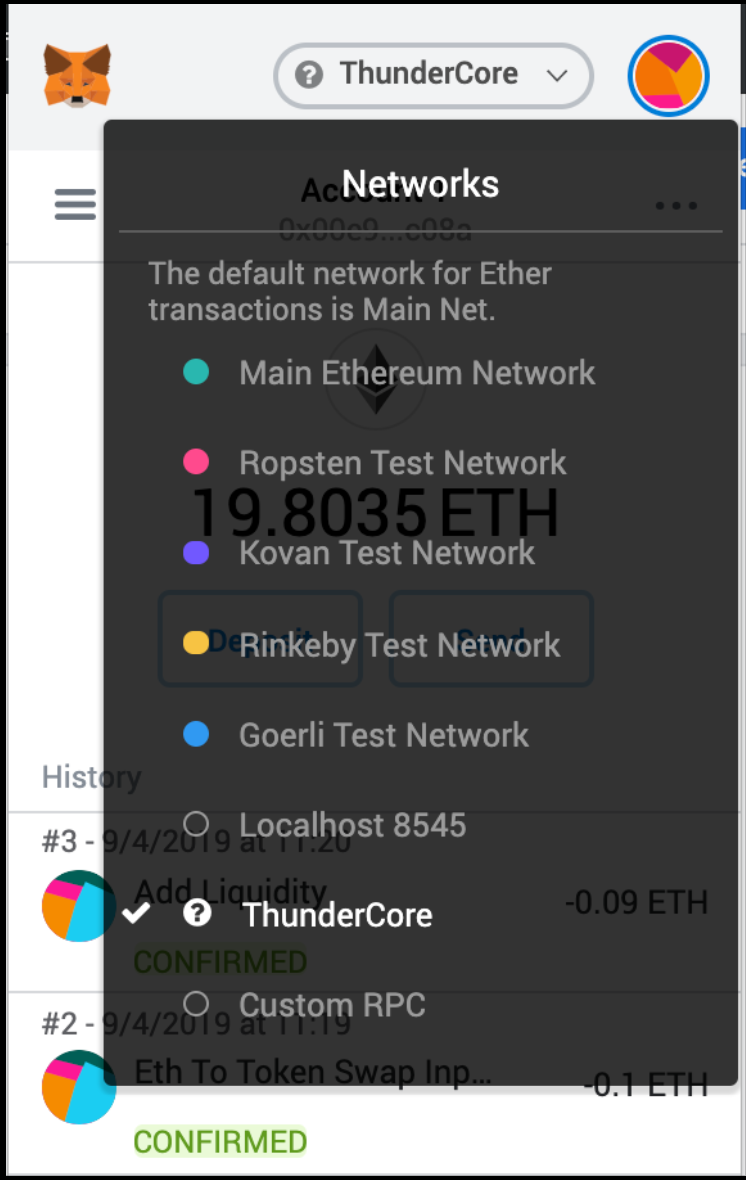 ThunderCore
Networks
Account 1
0x00e9...c08a
The default network for Ether
transactions is Main Net.
Main Ethereum Network
Ropsten Test Network
19.8035 ETH
Kovan Test Network
Deposit
Send
Rinkeby Test Network
Goerli Test Network
History
Localhost 8545
#3 - 9/4/2019 at 11:20
Add Liquidity
-0.09 ETH
ThunderCore
CONFIRMED
Custom RPC
#2 - 9/4/2019 at 11:19
Eth To Token Swap Inp...
-0.1 ETH
CONFIRMED